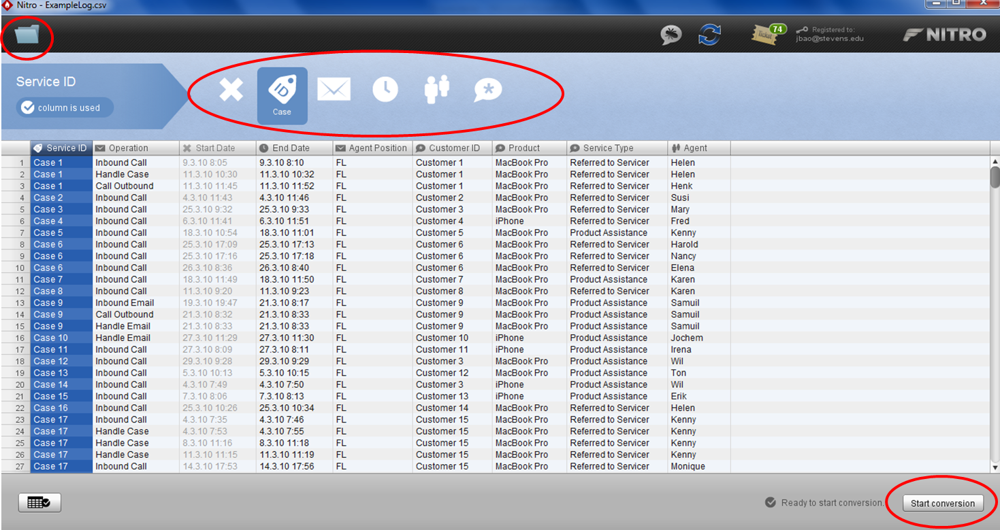 Nitro - ExampleLog.csv
Ticket 74 Registered to:
jbao@stevens.edu
NITRO
Service ID
column is used
ID
Case
Service ID Operation Start Date End Date Agent Position Customer ID Product Service Type Agent
1 Case 1 Inbound Call 9.3.10 8:05 9.3.10 8:10 FL Customer 1 MacBook Pro Referred to Servicer Helen
2 Case 1 Handle Case 11.3.10 10:30 11.3.10 10:32 FL Customer 1 MacBook Pro Referred to Servicer Helen
3 Case 1 Call Outbound 11.3.10 11:45 11.3.10 11:52 FL Customer 1 MacBook Pro Referred to Servicer Henk
4 Case 2 Inbound Call 4.3.10 11:43 4.3.10 11:46 FL Customer 2 MacBook Pro Referred to Servicer Susi
5 Case 3 Inbound Call 25.3.10 9:32 25.3.10 9:33 FL Customer 3 MacBook Pro Referred to Servicer Mary
6 Case 4 Inbound Call 6.3.10 11:41 6.3.10 11:51 FL Customer 4 iPhone Referred to Servicer Fred
7 Case 5 Inbound Call 18.3.10 10:54 18.3.10 11:01 FL Customer 5 MacBook Pro Product Assistance Kenny
8 Case 6 Inbound Call 25.3.10 17:09 25.3.10 17:13 FL Customer 6 MacBook Pro Referred to Servicer Harold
9 Case 6 Inbound Call 25.3.10 17:16 25.3.10 17:18 FL Customer 6 MacBook Pro Referred to Servicer Nancy
10 Case 6 Inbound Call 26.3.10 8:36 26.3.10 8:40 FL Customer 6 MacBook Pro Referred to Servicer Elena
11 Case 7 Inbound Call 18.3.10 11:49 18.3.10 11:50 FL Customer 7 MacBook Pro Product Assistance Karen
12 Case 8 Inbound Call 11.3.10 9:20 11.3.10 9:23 FL Customer 8 MacBook Pro Referred to Servicer Karen
13 Case 9 Inbound Email 19.3.10 19:47 21.3.10 8:17 FL Customer 9 MacBook Pro Product Assistance Samuil
14 Case 9 Call Outbound 21.3.10 8:32 21.3.10 8:33 FL Customer 9 MacBook Pro Product Assistance Samuil
15 Case 9 Handle Email 21.3.10 8:33 21.3.10 8:33 FL Customer 9 MacBook Pro Product Assistance Samuil
16 Case 10 Handle Email 27.3.10 11:29 27.3.10 11:30 FL Customer 10 iPhone Product Assistance Jochem
17 Case 11 Inbound Call 27.3.10 8:09 27.3.10 8:11 FL Customer 11 iPhone Product Assistance Irena
18 Case 12 Inbound Call 29.3.10 9:28 29.3.10 9:29 FL Customer 3 MacBook Pro Product Assistance Wil
19 Case 13 Inbound Call 5.3.10 10:13 5.3.10 10:15 FL Customer 12 MacBook Pro Product Assistance Ton
20 Case 14 Inbound Call 4.3.10 7:49 4.3.10 7:50 FL Customer 3 iPhone Product Assistance Wil
21 Case 15 Inbound Call 7.3.10 8:06 7.3.10 8:13 FL Customer 13 iPhone Product Assistance Erik
22 Case 16 Inbound Call 25.3.10 10:26 25.3.10 10:34 FL Customer 14 MacBook Pro Referred to Servicer Helen
23 Case 17 Inbound Call 4.3.10 7:35 4.3.10 7:46 FL Customer 15 MacBook Pro Referred to Servicer Kenny
24 Case 17 Handle Case 4.3.10 7:53 4.3.10 7:55 FL Customer 15 MacBook Pro Referred to Servicer Kenny
25 Case 17 Handle Case 8.3.10 11:16 8.3.10 11:18 FL Customer 15 MacBook Pro Referred to Servicer Kenny
26 Case 17 Handle Case 11.3.10 11:15 11.3.10 11:19 FL Customer 15 MacBook Pro Referred to Servicer Kenny
27 Case 17 Inbound Call 14.3.10 17:53 14.3.10 17:56 FL Customer 15 MacBook Pro Referred to Servicer Monique
Ready to start conversion. Start conversion